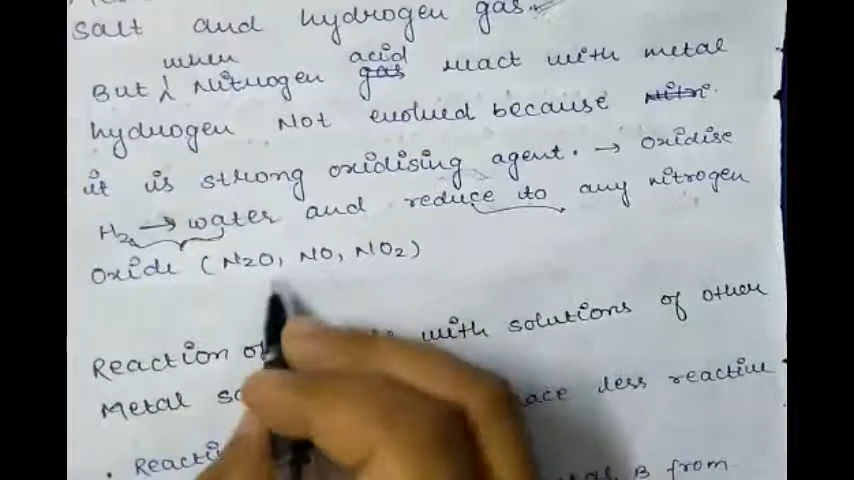 salt and hydrogen gas.
when acid
But Nitrogen gas react with metal
hydrogen Not evolved because Nitri.
it is strong oxidising agent. → oxidise
H2 → water and reduce to any nitrogen
Oxide (N2O, NO, NO2)
Reaction of with solutions of other
Metal less reactive
. Reacti
B from